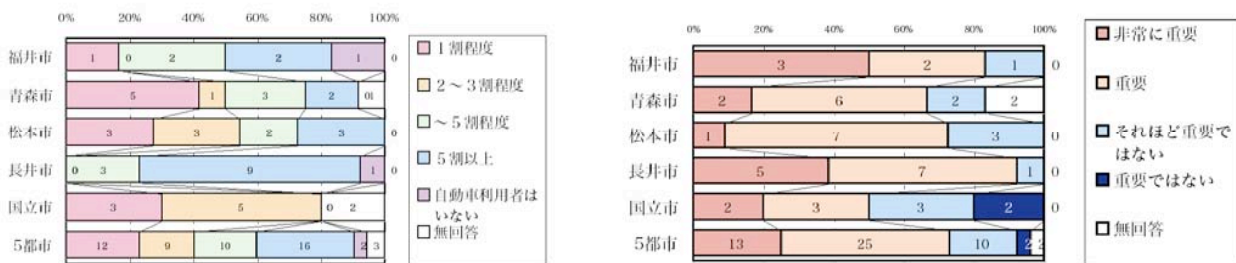 0% 20% 40% 60% 80% 100%
福井市 1 0 2 2 1 0
青森市 5 1 3 2 01
松本市 3 3 2 3 0
長井市 0 3 9 1 0
国立市 3 5 0 2
5都市 12 9 10 16 2 3
1割程度
2〜3割程度
〜5割程度
5割以上
自動車利用者は
いない
無回答
0% 20% 40% 60% 80% 100%
福井市 3 2 1 0
青森市 2 6 2 2
松本市 1 7 3 0
長井市 5 7 1 0
国立市 2 3 3 2 0
5都市 13 25 10 2 2
非常に重要
重要
それほど重要で
はない
重要ではない
無回答